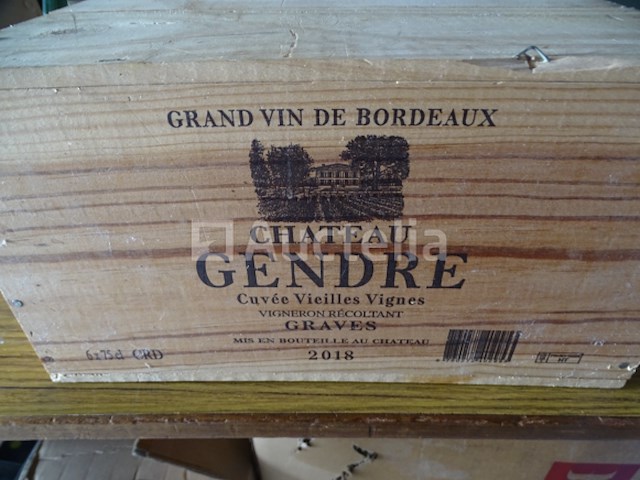 GRAND VIN DE BORDEAUX
Auctelia
CHATEAU
GENDRE
Cuvée Vieilles Vignes
VIGNERON RÉCOLTANT
GRAVES
MIS EN BOUTEILLE AU CHATEAU
6x75cl CRD
2018